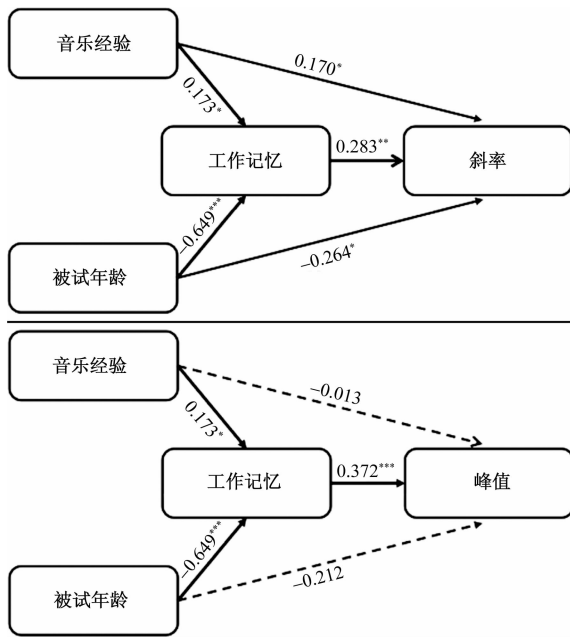 音乐经验
0.170*
0.173*
工作记忆
0.283**
斜率
−0.649***
−0.264*
被试年龄
音乐经验
−0.013
0.173*
工作记忆
0.372***
峰值
−0.649***
−0.212
被试年龄